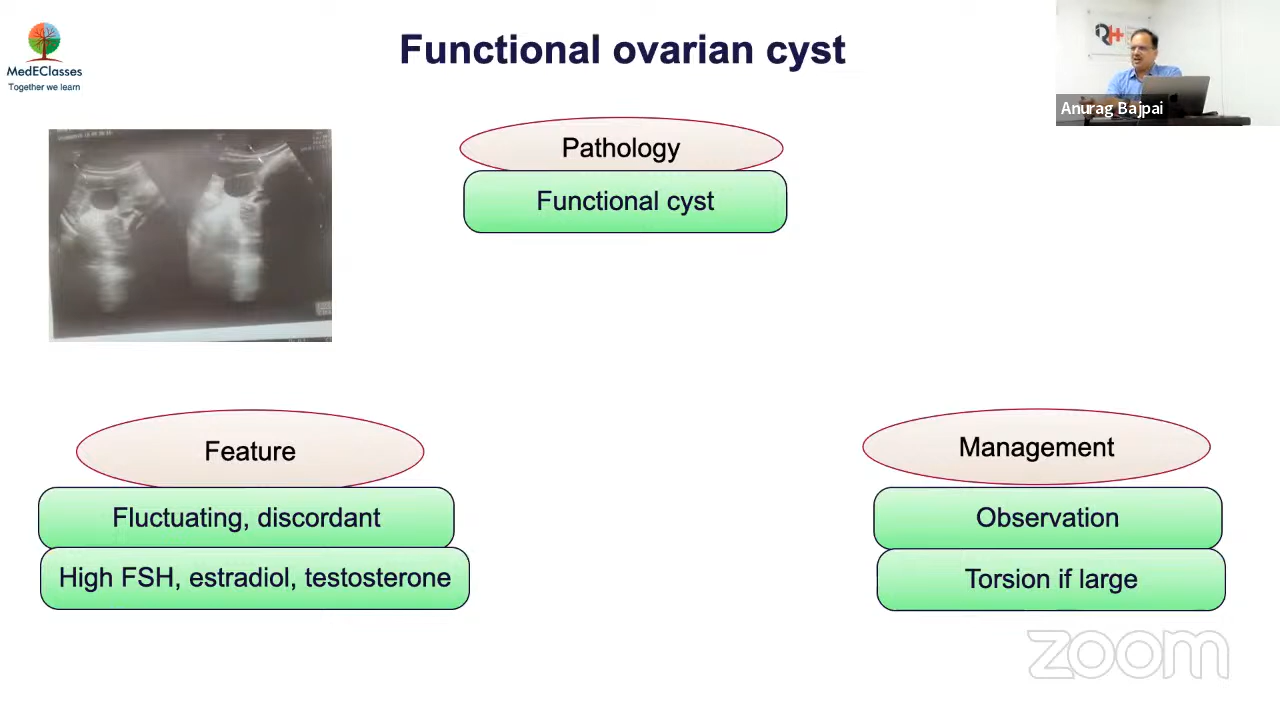 MedEClasses
Together we learn
Functional ovarian cyst
Anurag Bajpai
Pathology
Functional cyst
Feature
Fluctuating, discordant
High FSH, estradiol, testosterone
Management
Observation
Torsion if large
zoom